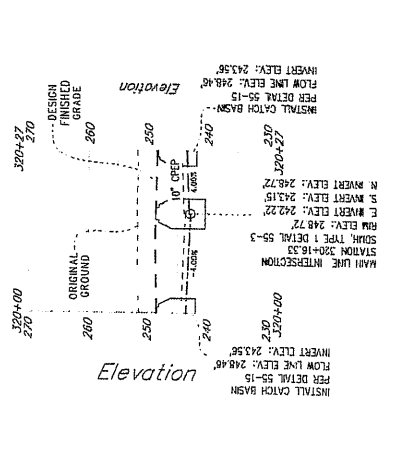 320+27
270
260
250
240
230
320+27
Elevation
DESIGN
FINISHED
GRADE
10" CPEP
INSTALL CATCH BASIN
PER DETAIL 55-15
FLOW LINE ELEV.: 248.46'
INVERT ELEV.: 243.56'
ORIGINAL
GROUND
MAIN LINE INTERSECTION
STATION 320+16.33
SDMH, TYPE 1 DETAIL 55-3
RIM ELEV.: 248.72'
E. INVERT ELEV.: 242.22'
S. INVERT ELEV.: 243.15'
N. INVERT ELEV.: 248.72'
320+00
270
260
250
240
230
320+00
Elevation
INSTALL CATCH BASIN
PER DETAIL 55-15
FLOW LINE ELEV.: 248.46'
INVERT ELEV.: 243.56'